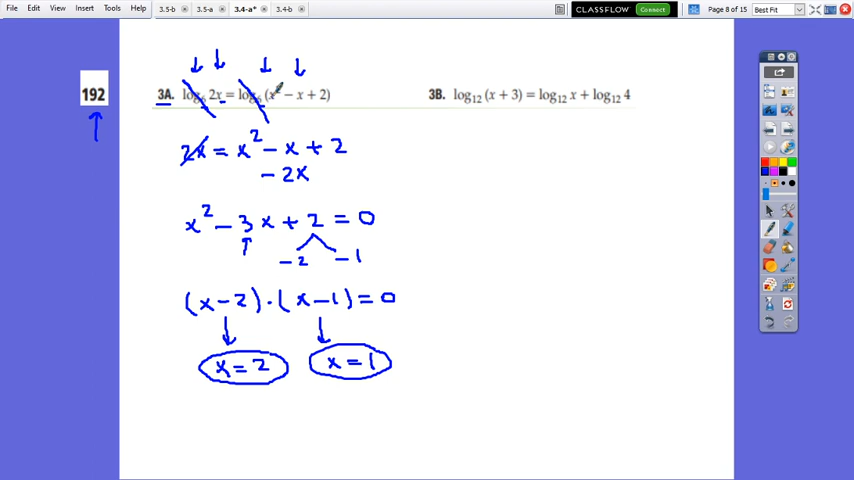 File Edit View Insert Tools Help
3.5-b 3.5-a 3.4-a* 3.4-b
CLASSFLOW Connect
Page 8 of 15 Best Fit
192
3A. log₆ 2x = log₆ (x² − x + 2)
3B. log₁₂ (x + 3) = log₁₂ x + log₁₂ 4
2x = x² − x + 2
− 2x
x² − 3x + 2 = 0
−2 −1
(x−2)·(x−1)=0
x=2 x=1